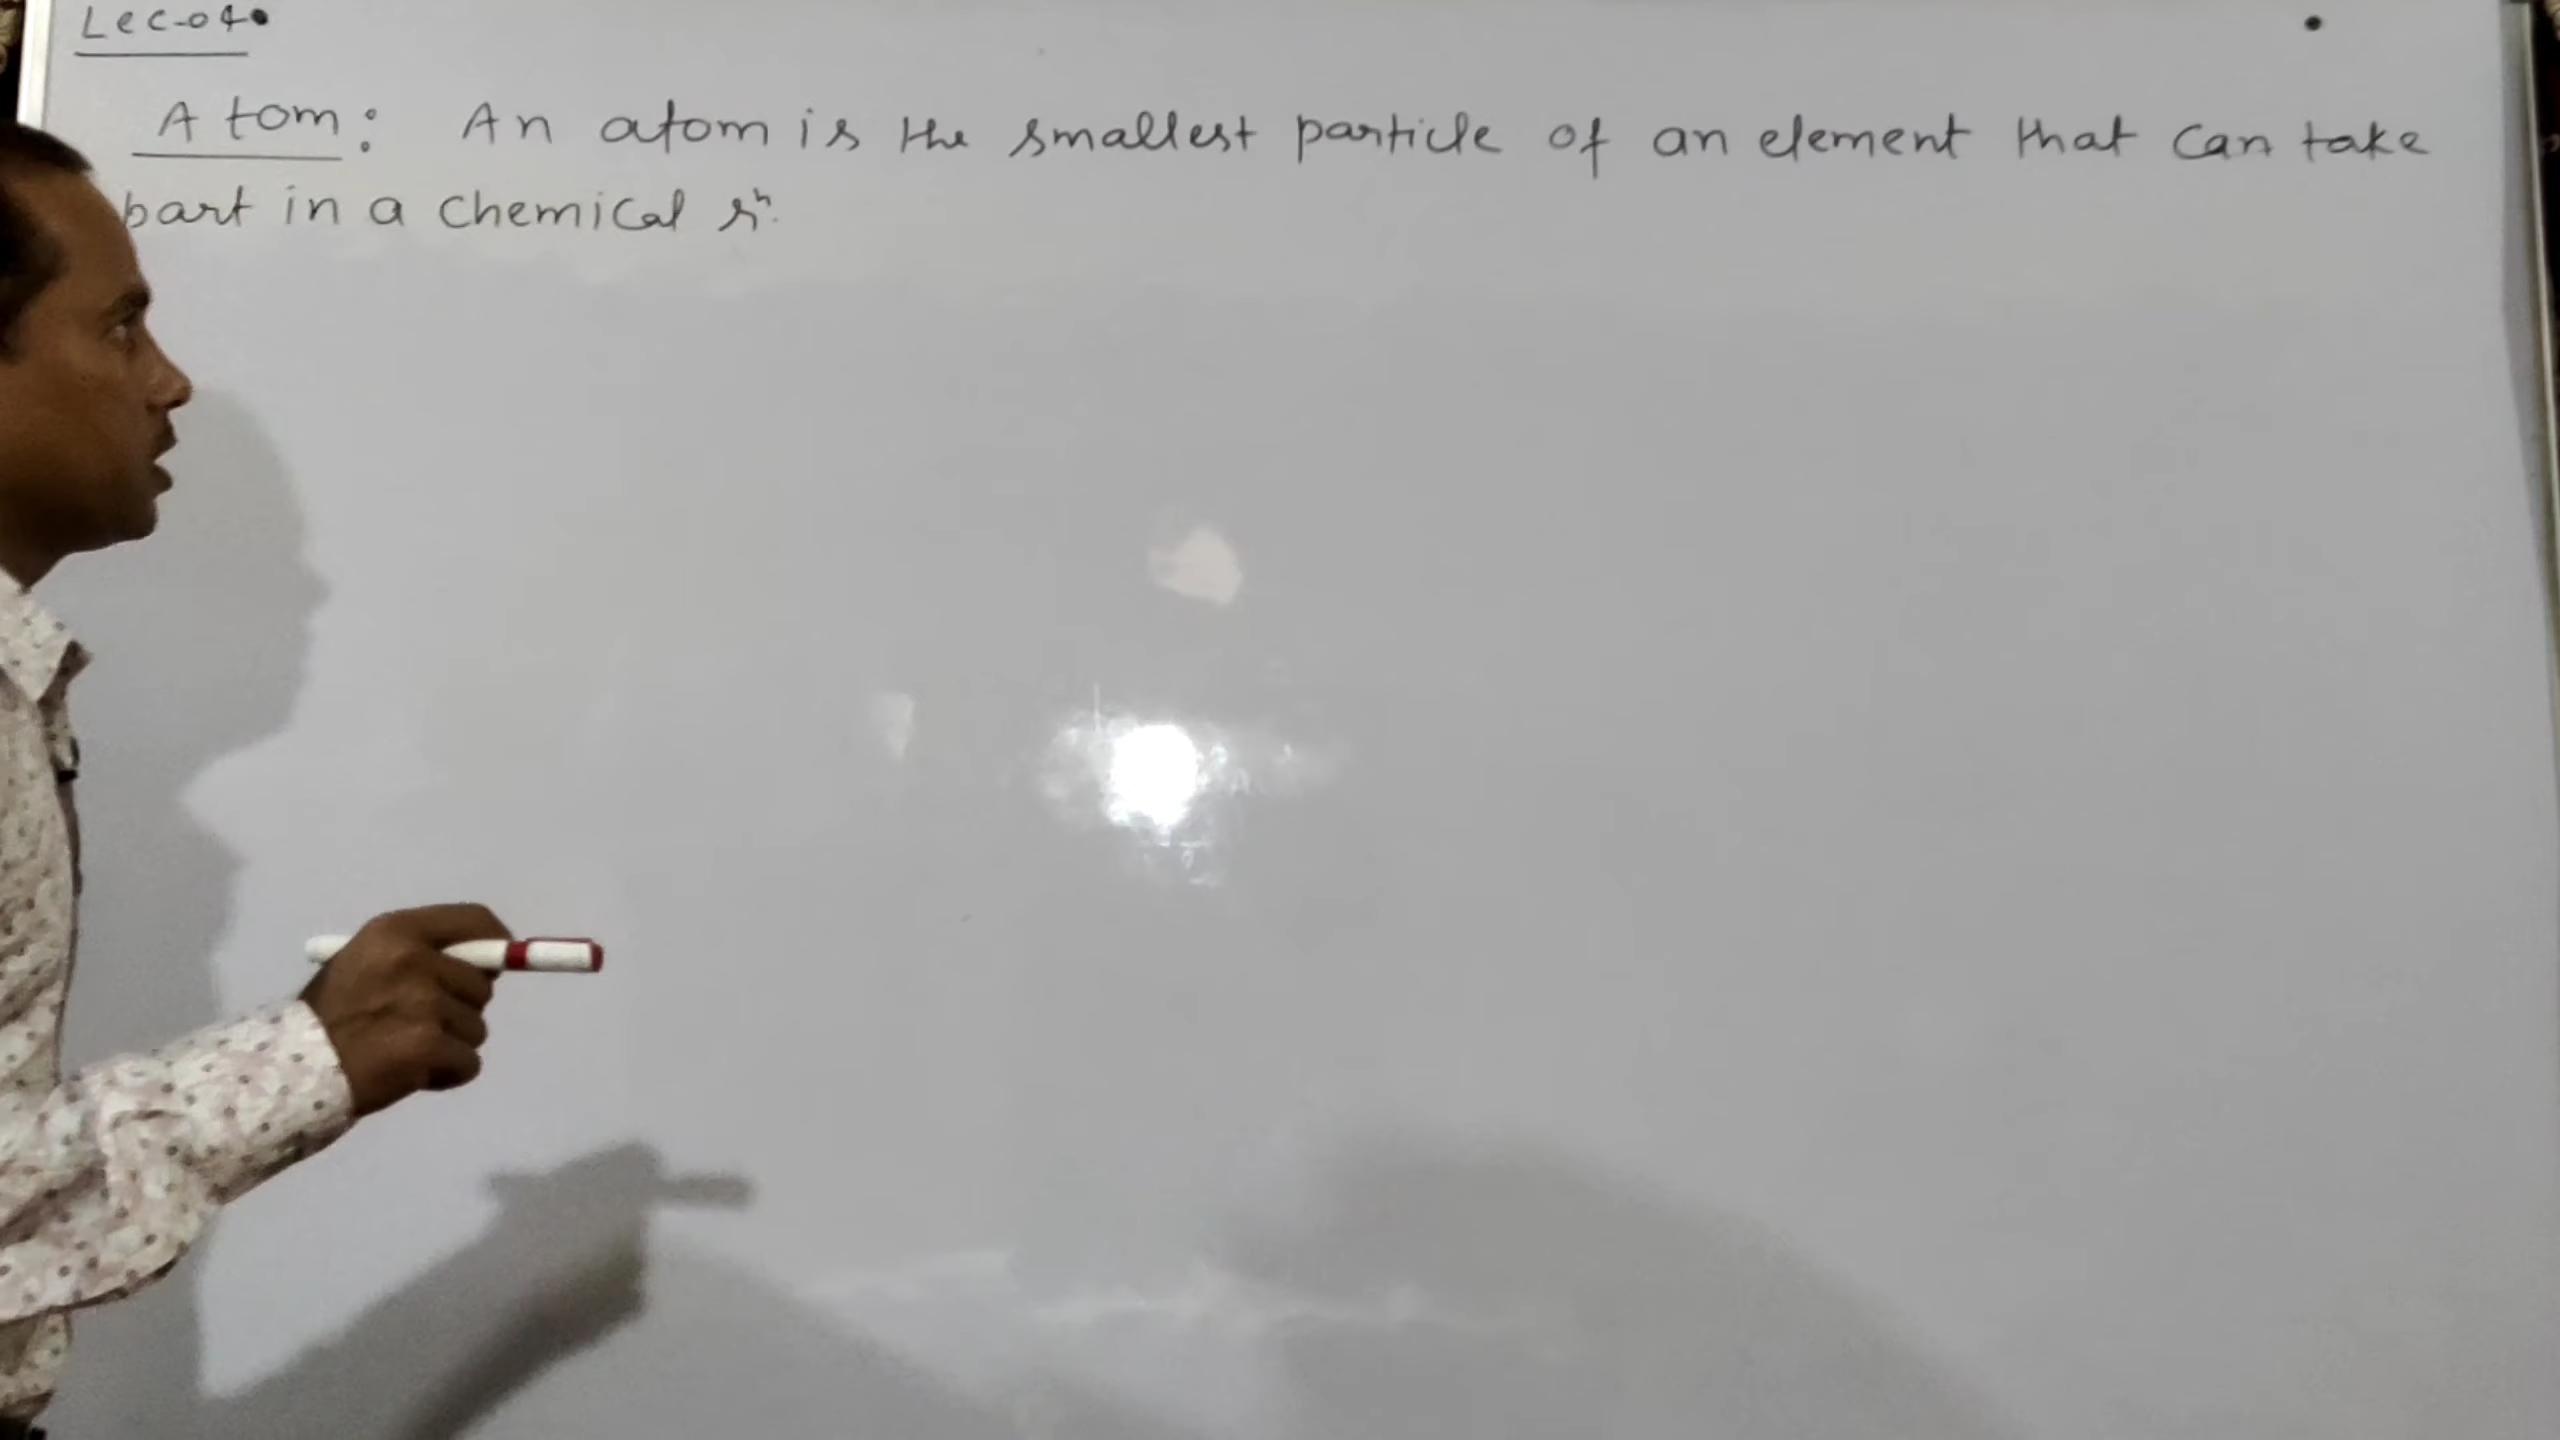 Lec-04
Atom: An atom is the smallest particle of an element that can take
part in a chemical rⁿ.